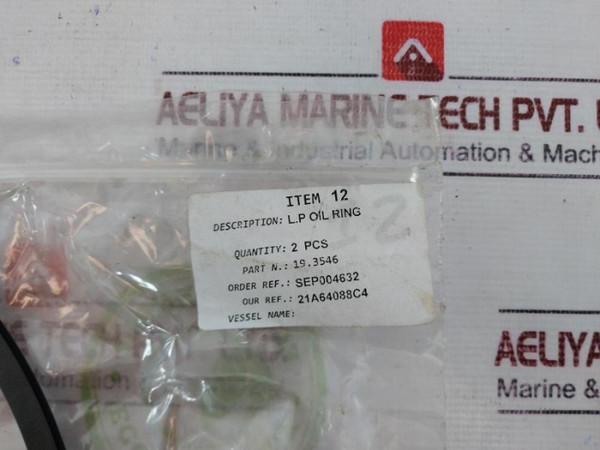 AELIYA MARINE TECH PVT.
Marine & Industrial Automation & Mach
ITEM 12
DESCRIPTION: L.P OIL RING
QUANTITY: 2 PCS
PART N.: 19.3546
ORDER REF.: SEP004632
OUR REF.: 21A64088C4
VESSEL NAME:
12
AELIYA
Marine &